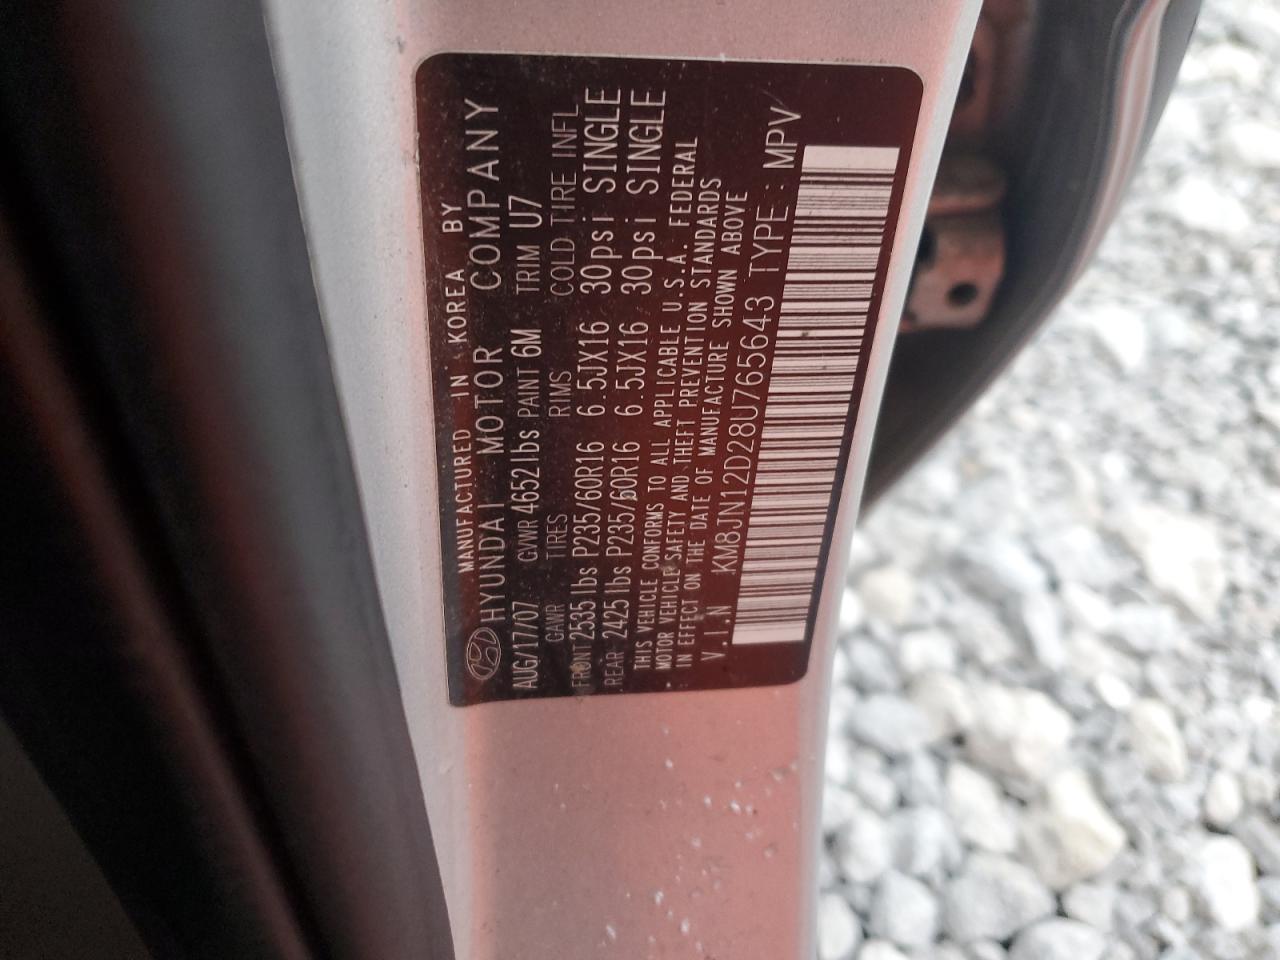 MANUFACTURED IN KOREA BY
HYUNDAI MOTOR COMPANY
AUG/17/07 GVWR 4652lbs PAINT 6M TRIM U7
GAWR TIRES RIMS COLD TIRE INFL
FRONT 2535lbs P235/60R16 6.5JX16 30psi SINGLE
REAR 2425lbs P235/60R16 6.5JX16 30psi SINGLE
THIS VEHICLE CONFORMS TO ALL APPLICABLE U.S.A. FEDERAL
MOTOR VEHICLE SAFETY AND THEFT PREVENTION STANDARDS
IN EFFECT ON THE DATE OF MANUFACTURE SHOWN ABOVE
V.I.N KM8JN12D28U765643 TYPE: MPV